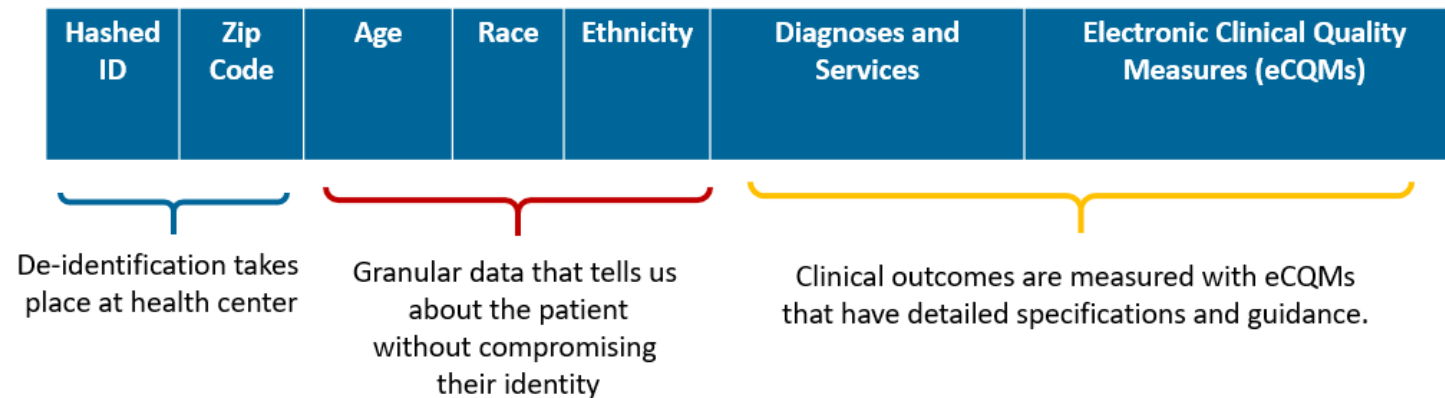 Hashed ID
Zip Code
Age
Race
Ethnicity
Diagnoses and Services
Electronic Clinical Quality Measures (eCQMs)
De-identification takes
place at health center
Granular data that tells us
about the patient
without compromising
their identity
Clinical outcomes are measured with eCQMs
that have detailed specifications and guidance.